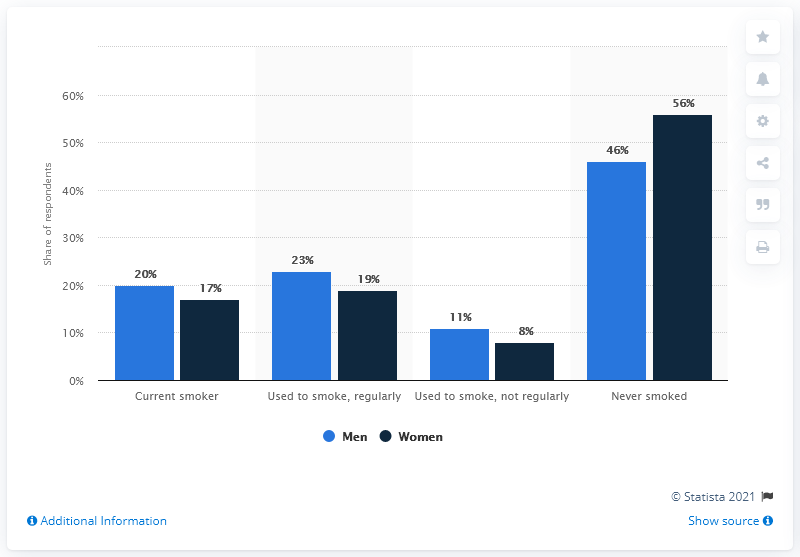 60%
50%
40%
30%
20%
10%
0%
Share of respondents
20%
17%
23%
19%
11%
8%
46%
56%
Current smoker
Used to smoke, regularly
Used to smoke, not regularly
Never smoked
Men Women
© Statista 2021
Additional Information
Show source